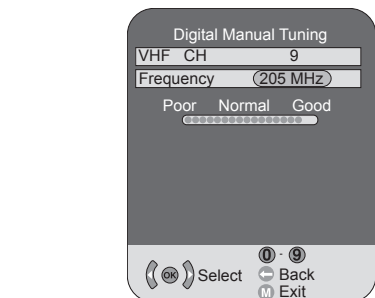 Digital Manual Tuning
VHF CH 9
Frequency 205 MHz
Poor Normal Good
0 - 9
OK Select Back
M Exit